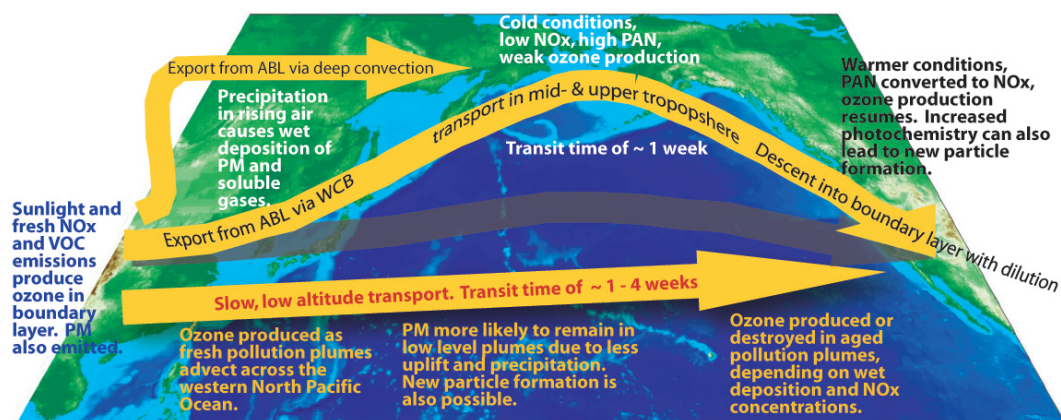 Cold conditions,
low NOx, high PAN,
weak ozone production
Export from ABL via deep convection
Precipitation
in rising air
causes wet
deposition of
PM and
soluble
gases.
Warmer conditions,
PAN converted to NOx,
ozone production
resumes. Increased
photochemistry can also
lead to new particle
formation.
Export from ABL via WCB
transport in mid- & upper tropopshere
Descent into boundary layer with dilution
Transit time of ~ 1 week
Sunlight and
fresh NOx
and VOC
emissions
produce
ozone in
boundary
layer. PM
also emitted.
Slow, low altitude transport. Transit time of ~ 1 - 4 weeks
Ozone produced as
fresh pollution plumes
advect across the
western North Pacific
Ocean.
PM more likely to remain in
low level plumes due to less
uplift and precipitation.
New particle formation is
also possible.
Ozone produced or
destroyed in aged
pollution plumes,
depending on wet
deposition and NOx
concentrations.